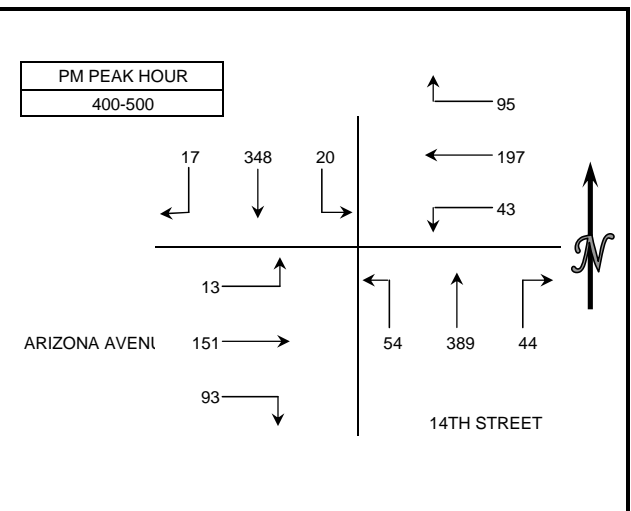 PM PEAK HOUR
400-500
95
17 348 20
197
43
N
13
ARIZONA AVENU
151
54 389 44
93
14TH STREET